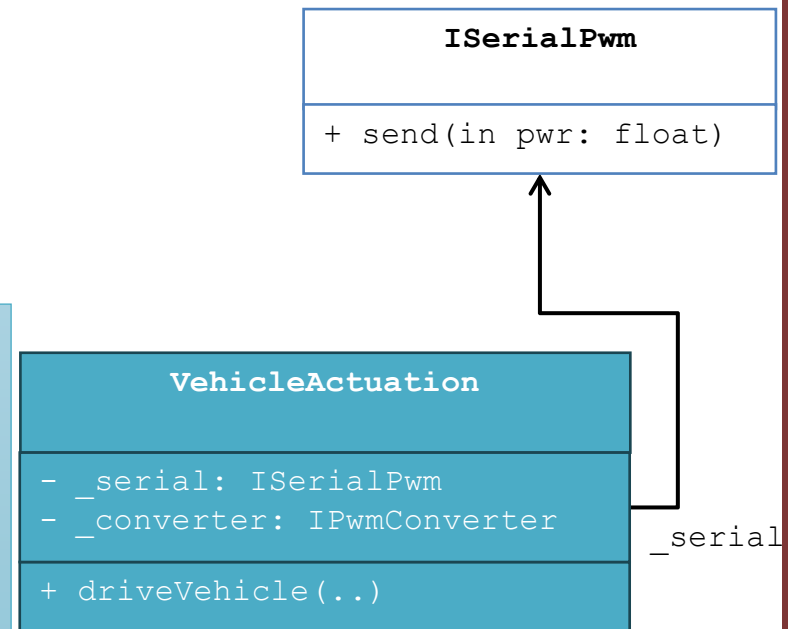 ISerialPwm
+ send(in pwr: float)
VehicleActuation
- _serial: ISerialPwm
- _converter: IPwmConverter
_serial
+ driveVehicle(..)